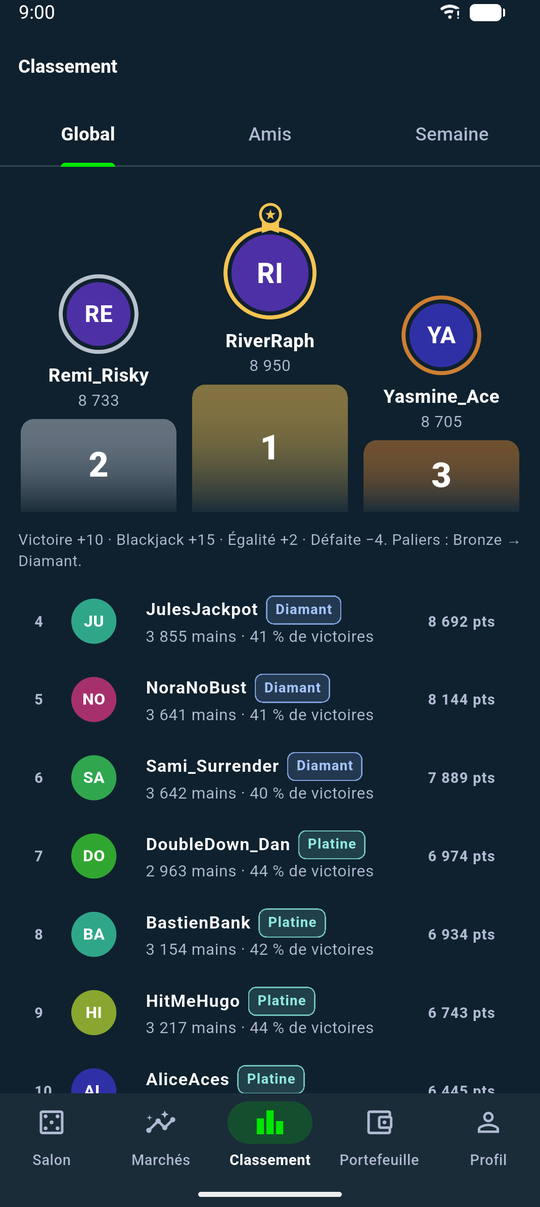 9:00
Classement
Global
Amis
Semaine
RI
RE
YA
RiverRaph
8 950
Remi_Risky
8 733
Yasmine_Ace
8 705
1
2
3
Victoire +10 · Blackjack +15 · Égalité +2 · Défaite −4. Paliers : Bronze →
Diamant.
4 JU JulesJackpot Diamant 8 692 pts
3 855 mains · 41 % de victoires
5 NO NoraNoBust Diamant 8 144 pts
3 641 mains · 41 % de victoires
6 SA Sami_Surrender Diamant 7 889 pts
3 642 mains · 40 % de victoires
7 DO DoubleDown_Dan Platine 6 974 pts
2 963 mains · 44 % de victoires
8 BA BastienBank Platine 6 934 pts
3 154 mains · 42 % de victoires
9 HI HitMeHugo Platine 6 743 pts
3 217 mains · 44 % de victoires
10 AL AliceAces Platine 6 445 pts
Salon
Marchés
Classement
Portefeuille
Profil